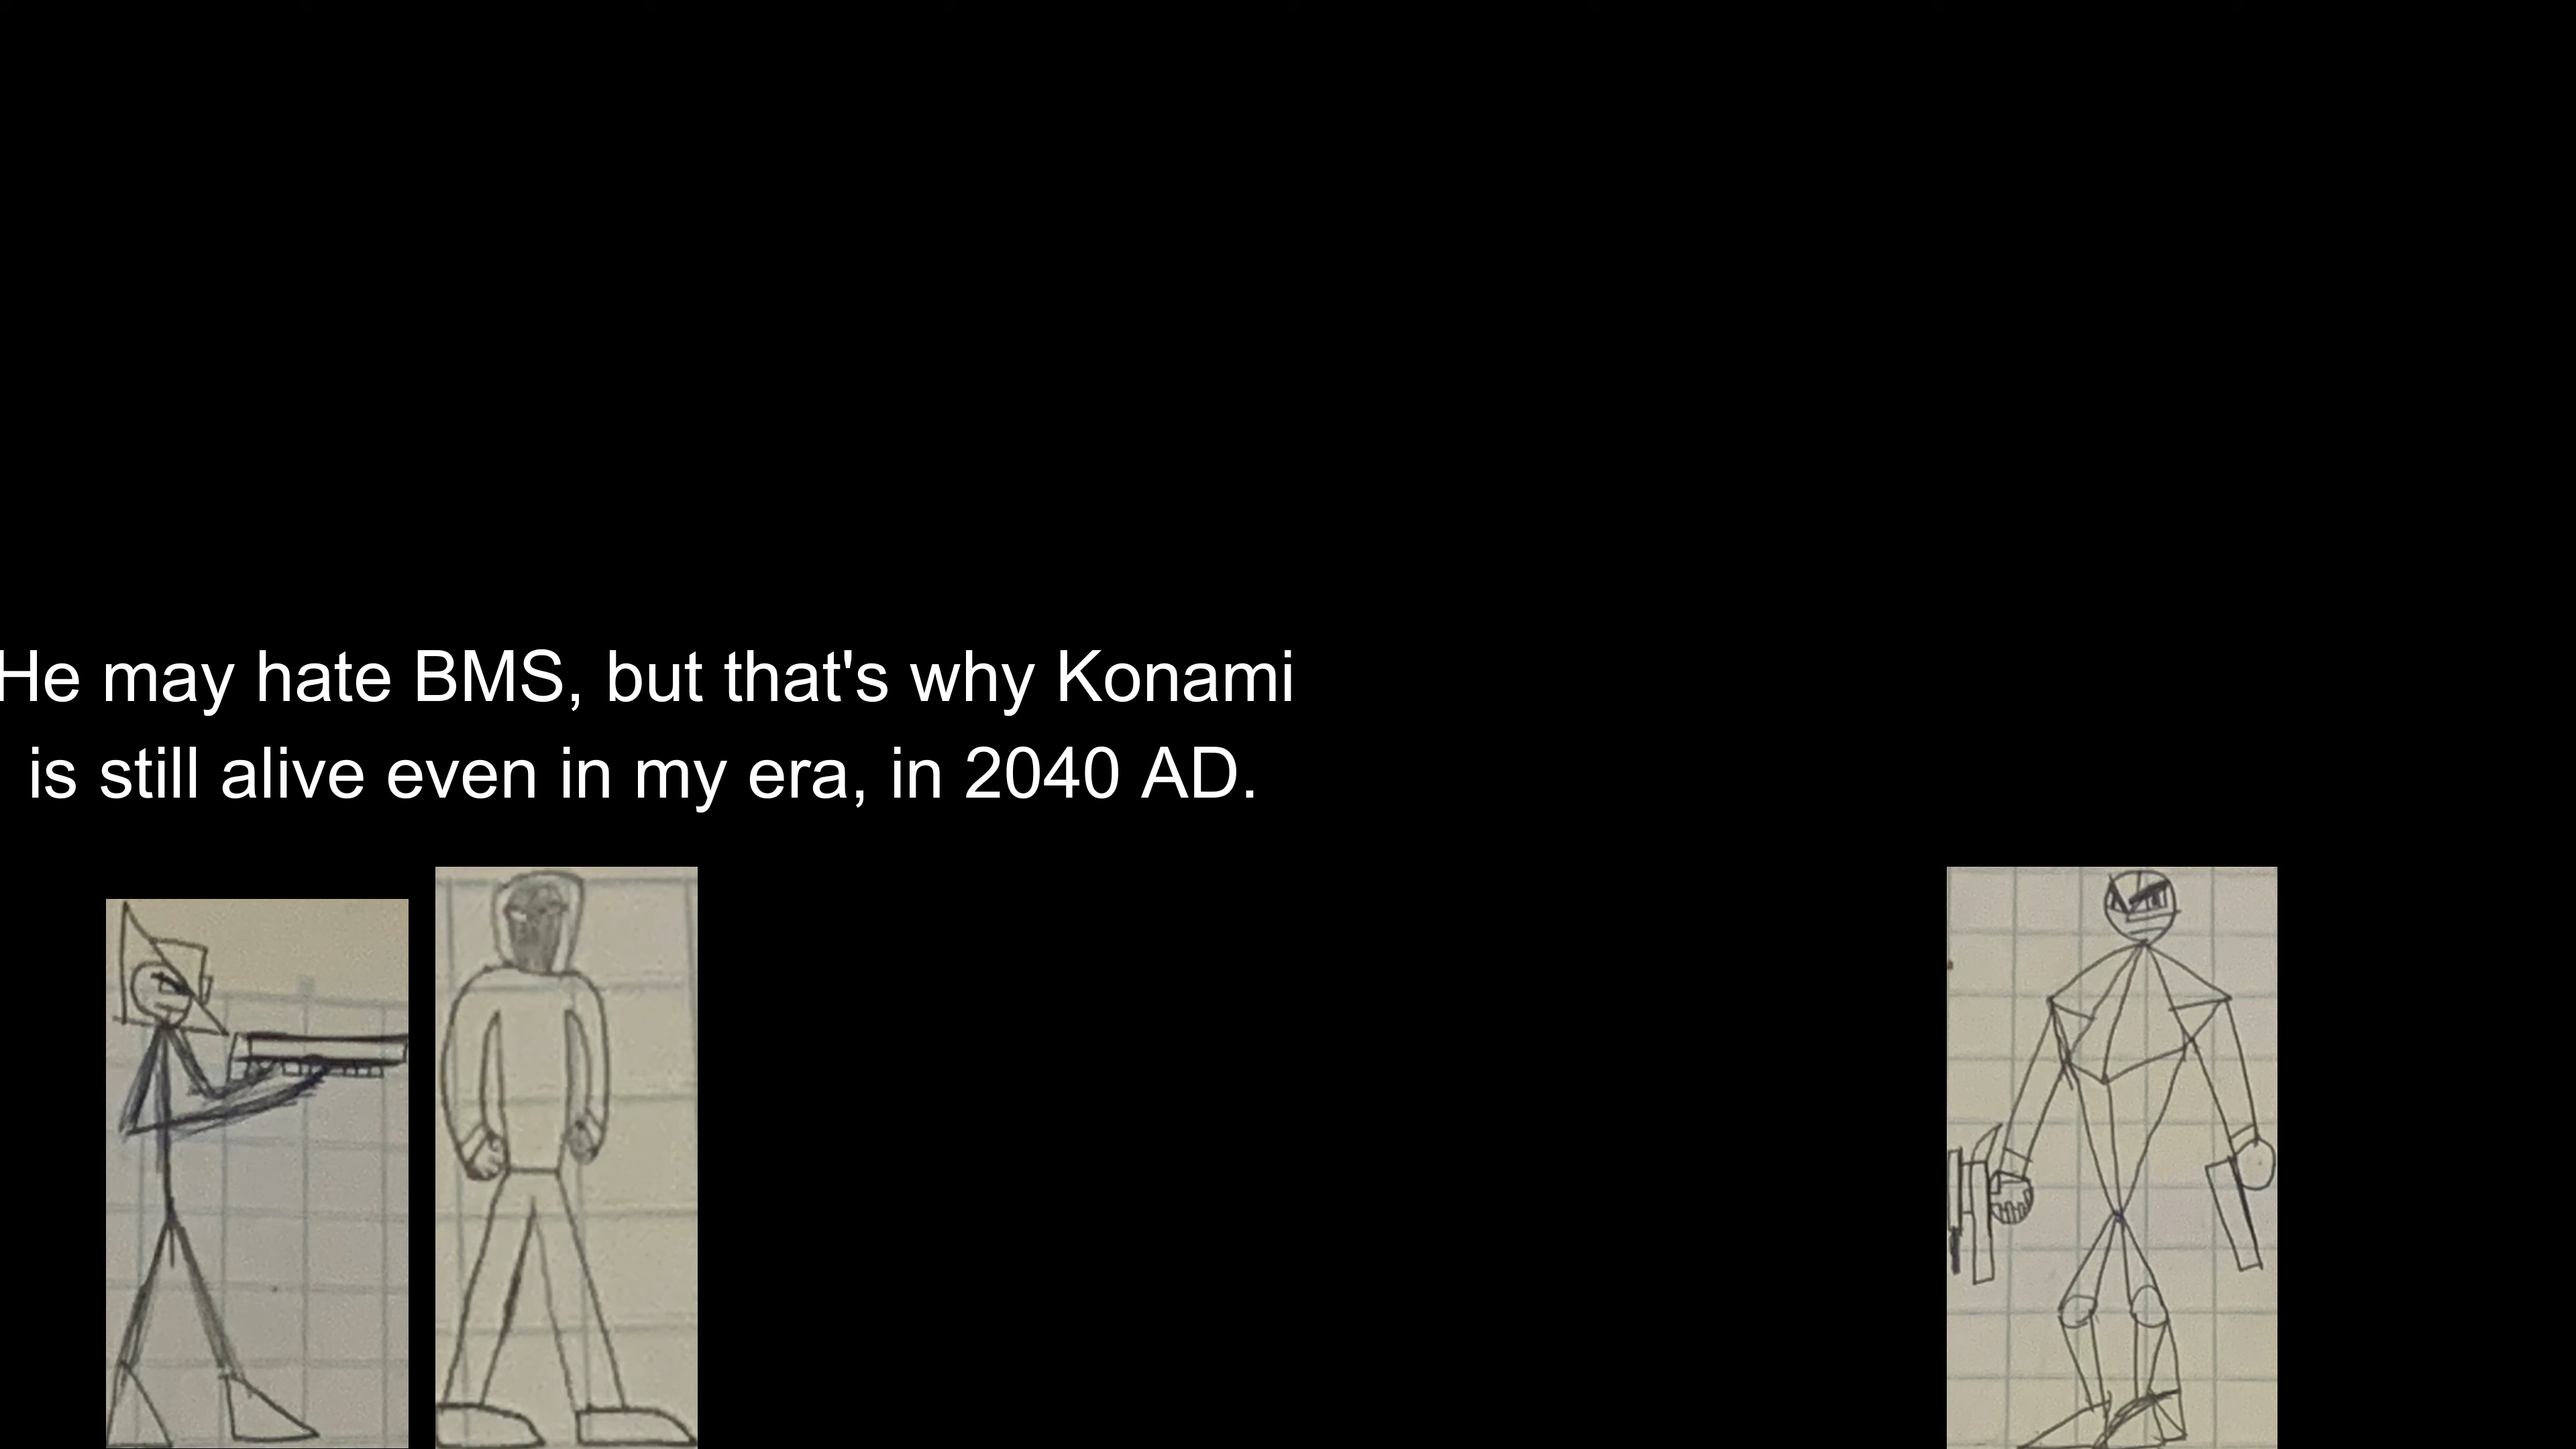 He may hate BMS, but that's why Konami
is still alive even in my era, in 2040 AD.